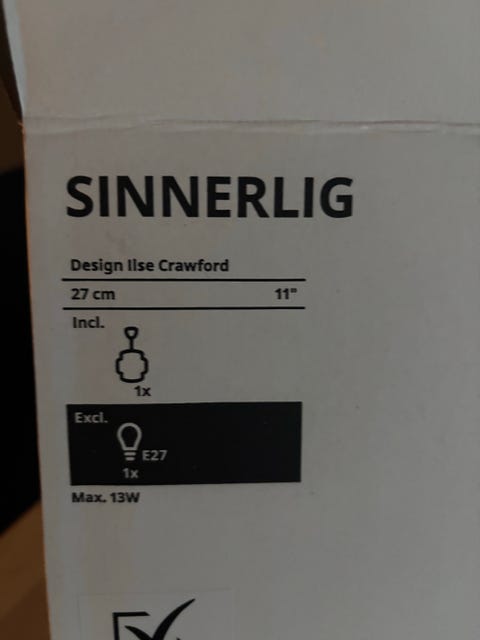 SINNERLIG
Design Ilse Crawford
27 cm 11"
Incl.
1x
Excl.
E27
1x
Max. 13W